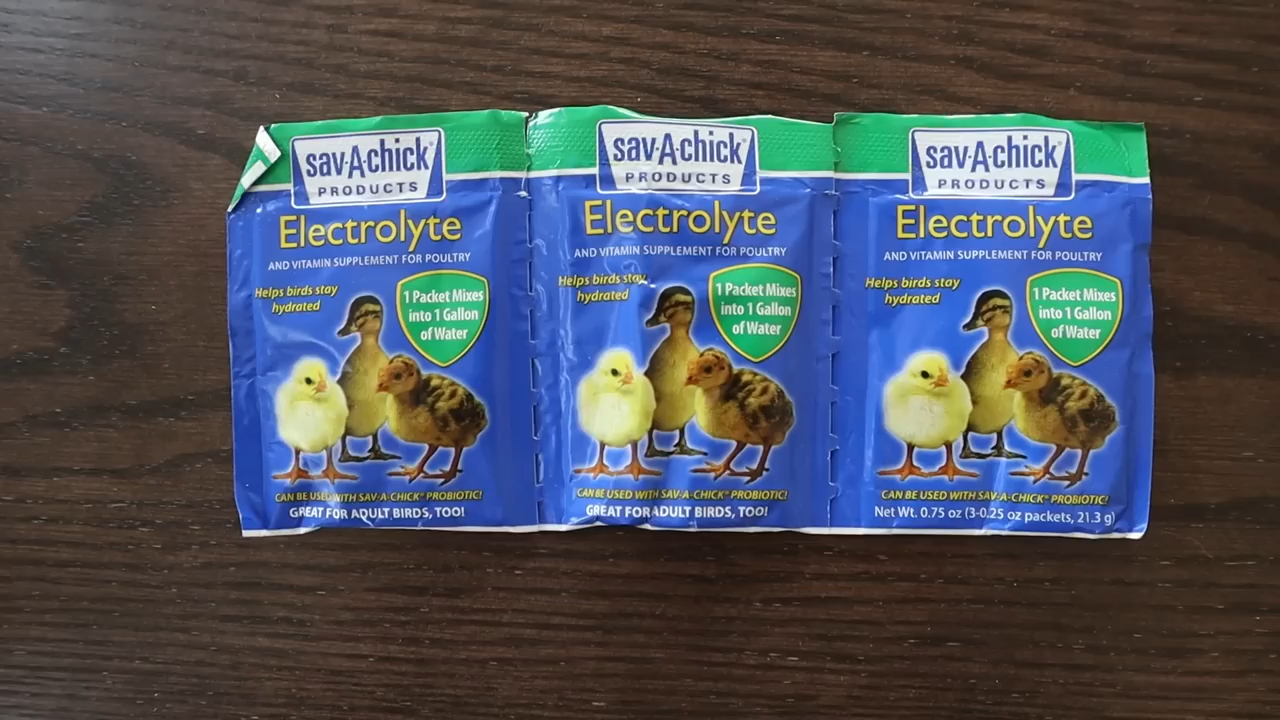 sav·A·chick®
PRODUCTS
Electrolyte
AND VITAMIN SUPPLEMENT FOR POULTRY
Helps birds stay
hydrated
1 Packet Mixes
into 1 Gallon
of Water
CAN BE USED WITH SAV-A-CHICK® PROBIOTIC!
GREAT FOR ADULT BIRDS, TOO!
sav·A·chick®
PRODUCTS
Electrolyte
AND VITAMIN SUPPLEMENT FOR POULTRY
Helps birds stay
hydrated
1 Packet Mixes
into 1 Gallon
of Water
CAN BE USED WITH SAV-A-CHICK® PROBIOTIC!
GREAT FOR ADULT BIRDS, TOO!
sav·A·chick®
PRODUCTS
Electrolyte
AND VITAMIN SUPPLEMENT FOR POULTRY
Helps birds stay
hydrated
1 Packet Mixes
into 1 Gallon
of Water
CAN BE USED WITH SAV-A-CHICK® PROBIOTIC!
Net Wt. 0.75 oz (3-0.25 oz packets, 21.3 g)